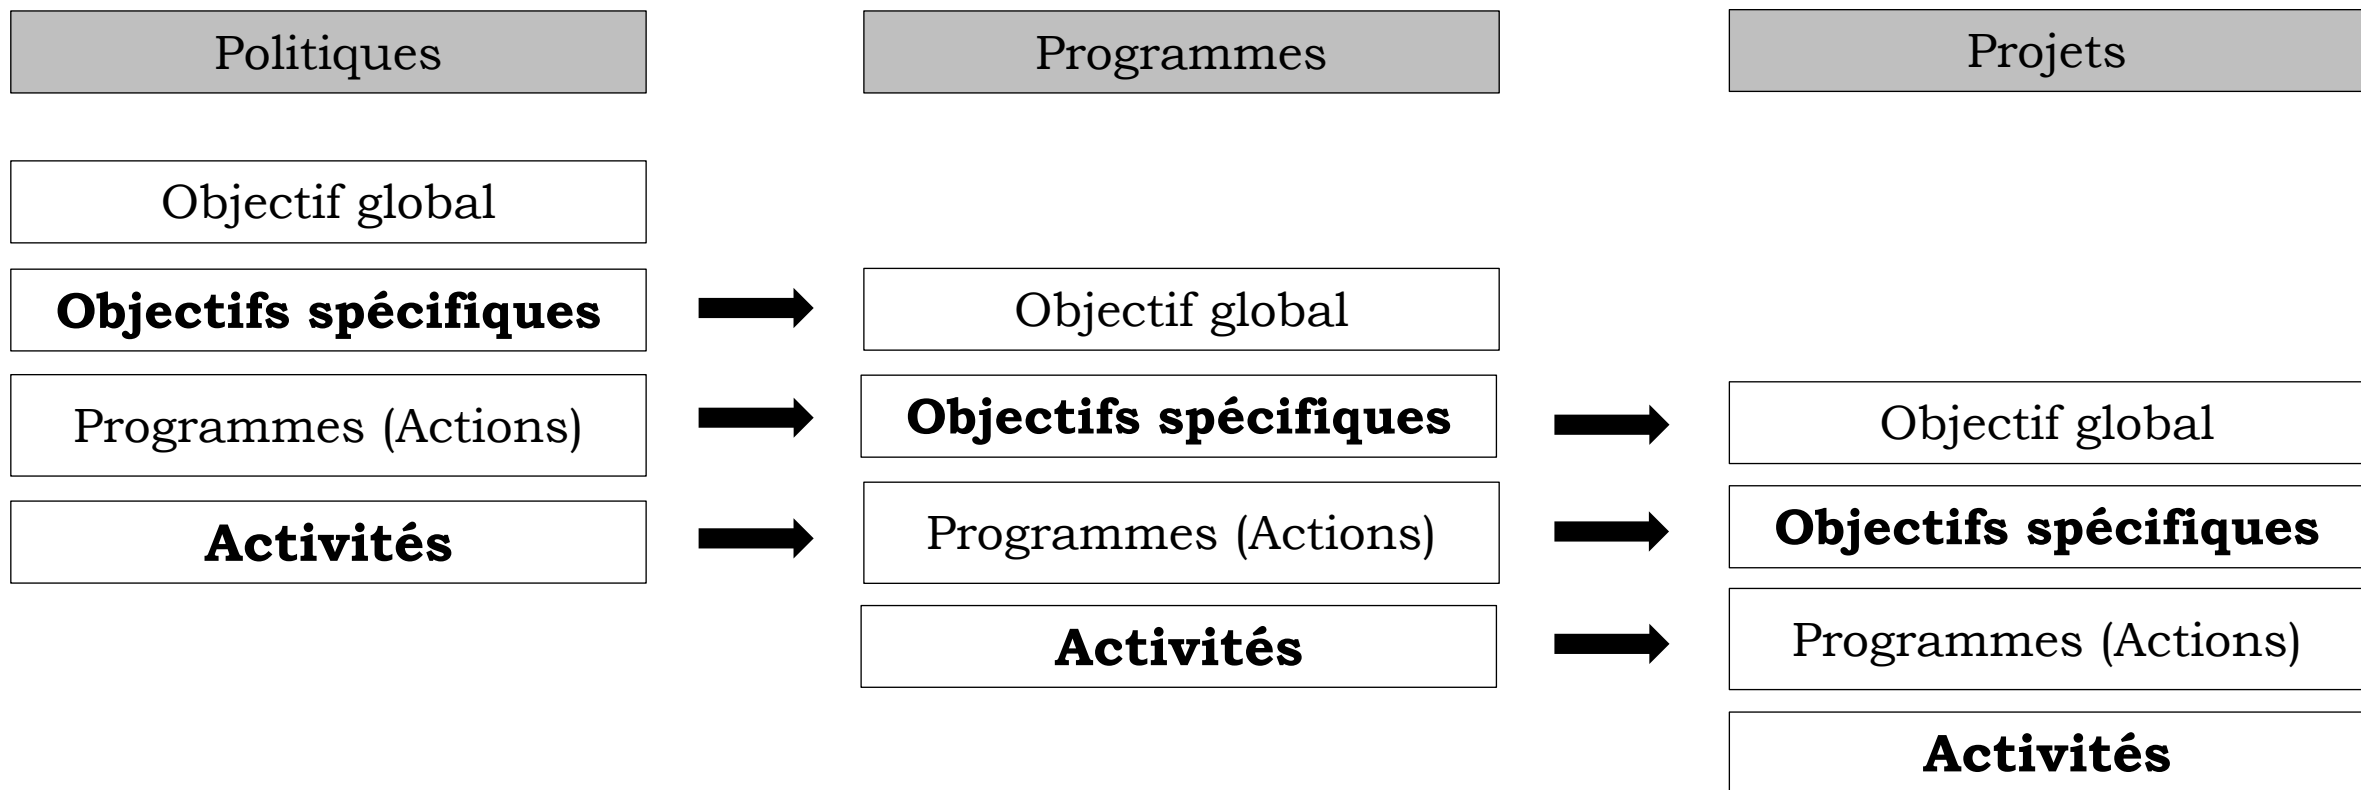 Politiques
Programmes
Projets
Objectif global
Objectifs spécifiques
Objectif global
Programmes (Actions)
Objectifs spécifiques
Objectif global
Activités
Programmes (Actions)
Objectifs spécifiques
Activités
Programmes (Actions)
Activités